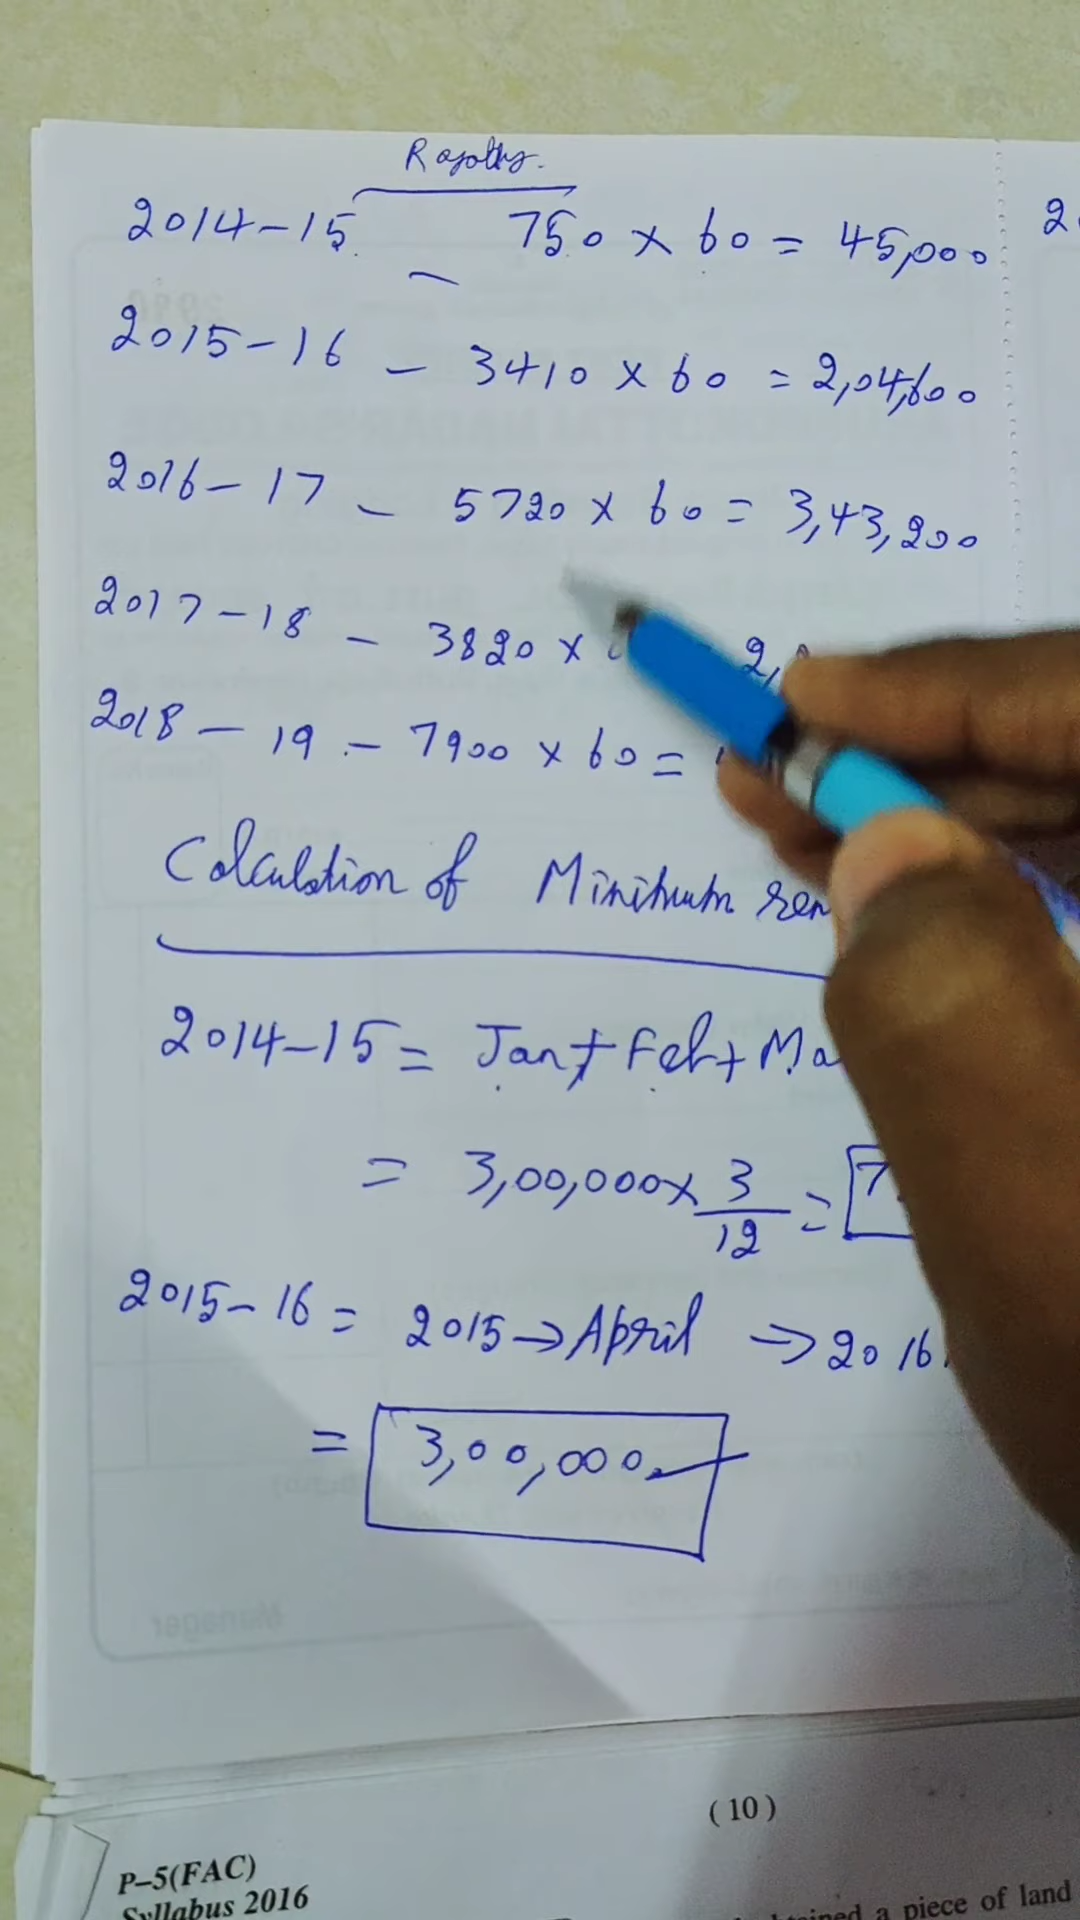 Royalty.
2014-15 - 750 x 60 = 45,000
2015-16 - 3410 x 60 = 2,04,600
2016-17 - 5720 x 60 = 3,43,200
2017-18 - 3820 x
2018 - 19 - 7900 x 60 =
Calculation of Minimum
2014-15 = Jan + Feb + Ma
= 3,00,000 x 3/12 =
2015-16 = 2015 → April ⇒ 2016
= 3,00,000
(10)
P–5(FAC)
Syllabus 2016
a piece of land